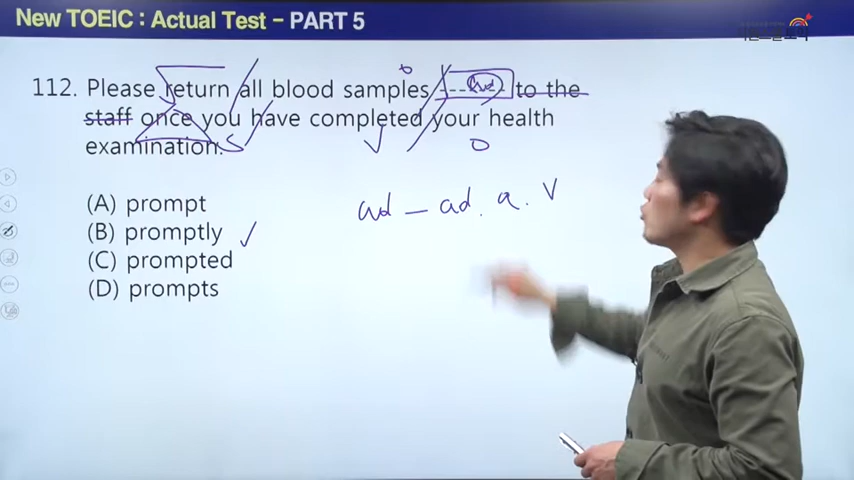 New TOEIC : Actual Test – PART 5
112. Please return all blood samples ------- to the
staff once you have completed your health
examination.
(A) prompt
(B) promptly
(C) prompted
(D) prompts
ad – ad. a. V